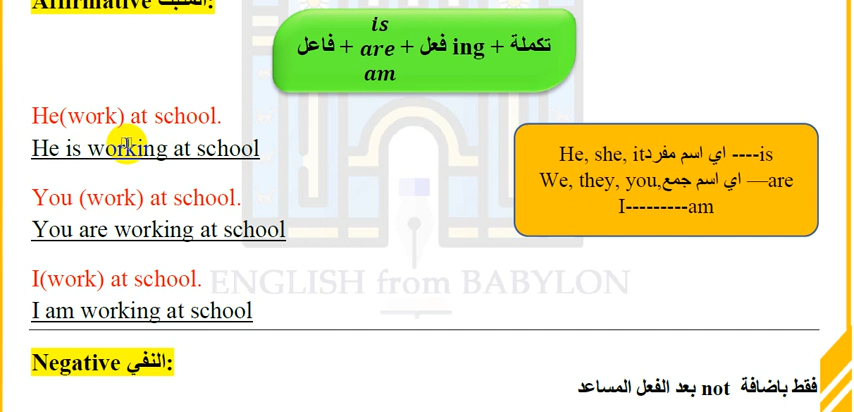 Affirmative المثبت:
is
فاعل + are + فعل ing + تكملة
am
He(work) at school.
He is working at school
He, she, it اي اسم مفرد ----is
We, they, you, اي اسم جمع —are
I---------am
You (work) at school.
You are working at school
I(work) at school.
I am working at school
ENGLISH from BABYLON
Negative النفي:
فقط باضافة not بعد الفعل المساعد